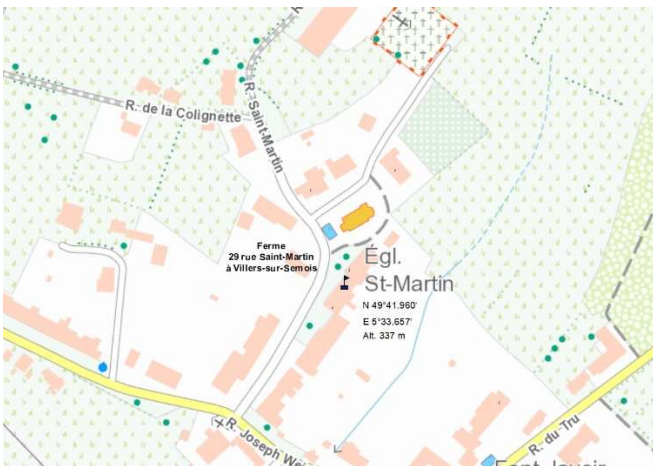 R. de la Colignette
R. Saint-Martin
Ferme
29 rue Saint-Martin
à Villers-sur-Semois
Égl.
St-Martin
N 49°41.960'
E 5°33.657'
Alt. 337 m
R. du Tru
R. Joseph